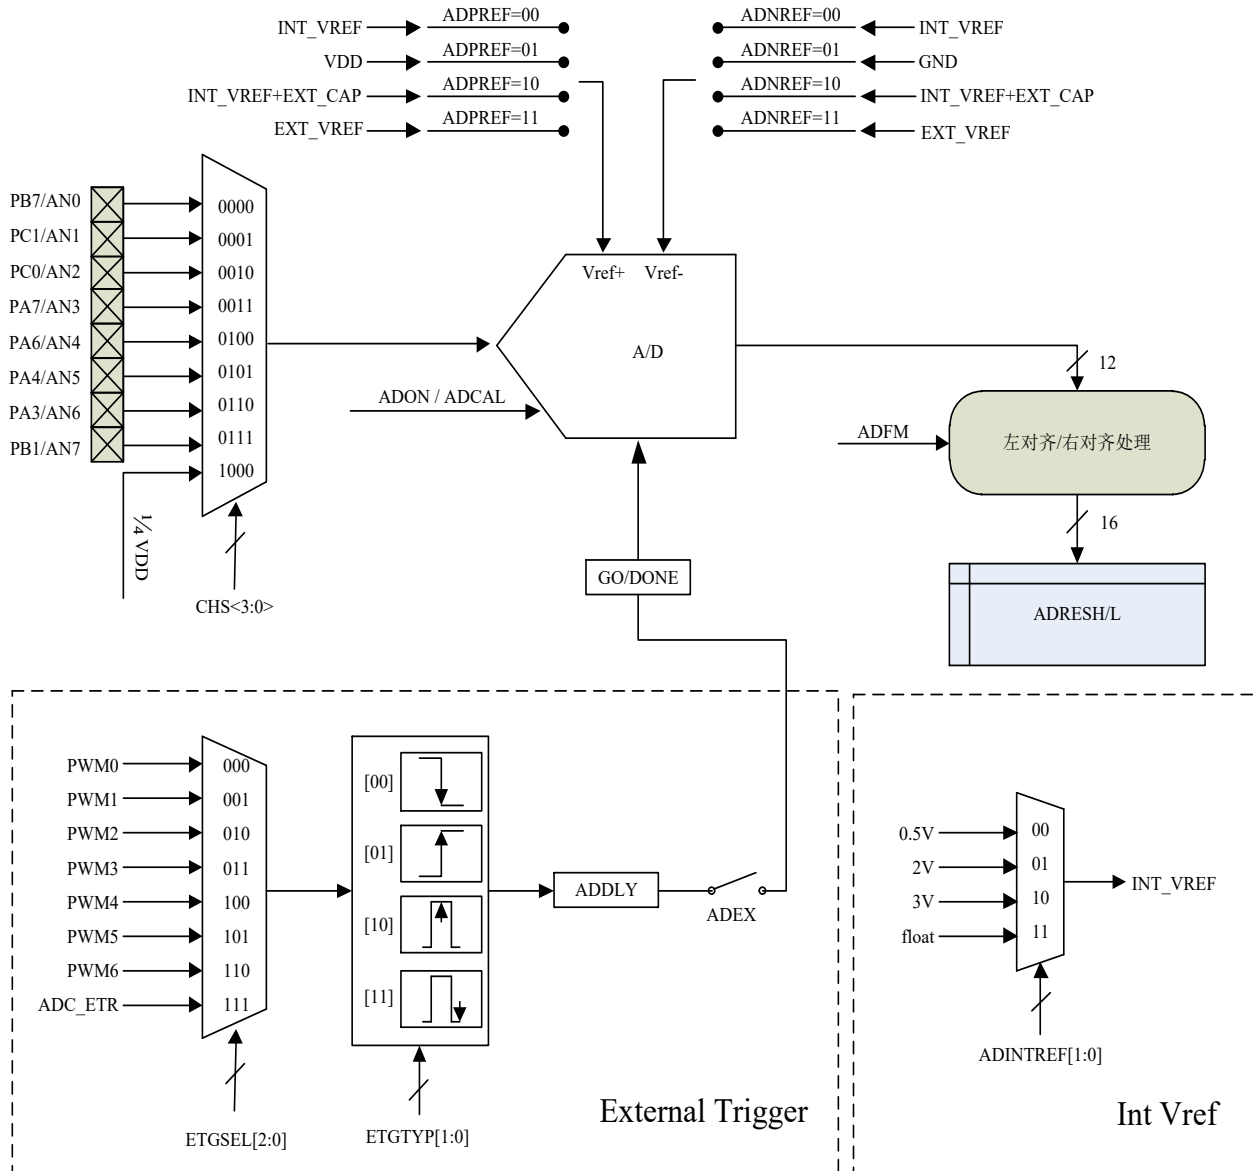 INT_VREF ADPREF=00 ADNREF=00 INT_VREF
VDD ADPREF=01 ADNREF=01 GND
INT_VREF+EXT_CAP ADPREF=10 ADNREF=10 INT_VREF+EXT_CAP
EXT_VREF ADPREF=11 ADNREF=11 EXT_VREF
PB7/AN0 0000
PC1/AN1 0001
PC0/AN2 0010
PA7/AN3 0011
PA6/AN4 0100
PA4/AN5 0101
PA3/AN6 0110
PB1/AN7 0111
1000
¼ VDD
CHS<3:0>
Vref+ Vref-
A/D
ADON / ADCAL
12
ADFM
左对齐/右对齐处理
16
GO/DONE
ADRESH/L
PWM0 000
PWM1 001
PWM2 010
PWM3 011
PWM4 100
PWM5 101
PWM6 110
ADC_ETR 111
ETGSEL[2:0]
[00]
[01]
[10]
[11]
ETGTYP[1:0]
ADDLY
ADEX
External Trigger
0.5V 00
2V 01
3V 10
float 11
INT_VREF
ADINTREF[1:0]
Int Vref